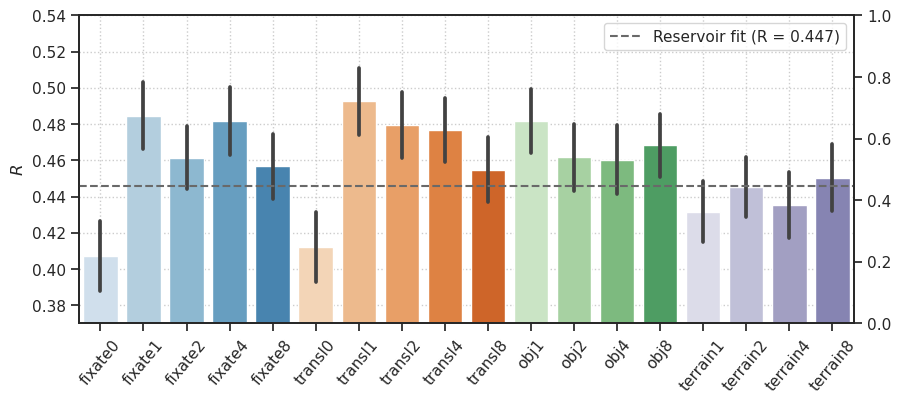 0.54
0.52
0.50
0.48
0.46
0.44
0.42
0.40
0.38
R
Reservoir fit (R = 0.447)
1.0
0.8
0.6
0.4
0.2
0.0
fixate0
fixate1
fixate2
fixate4
fixate8
transl0
transl1
transl2
transl4
transl8
obj1
obj2
obj4
obj8
terrain1
terrain2
terrain4
terrain8